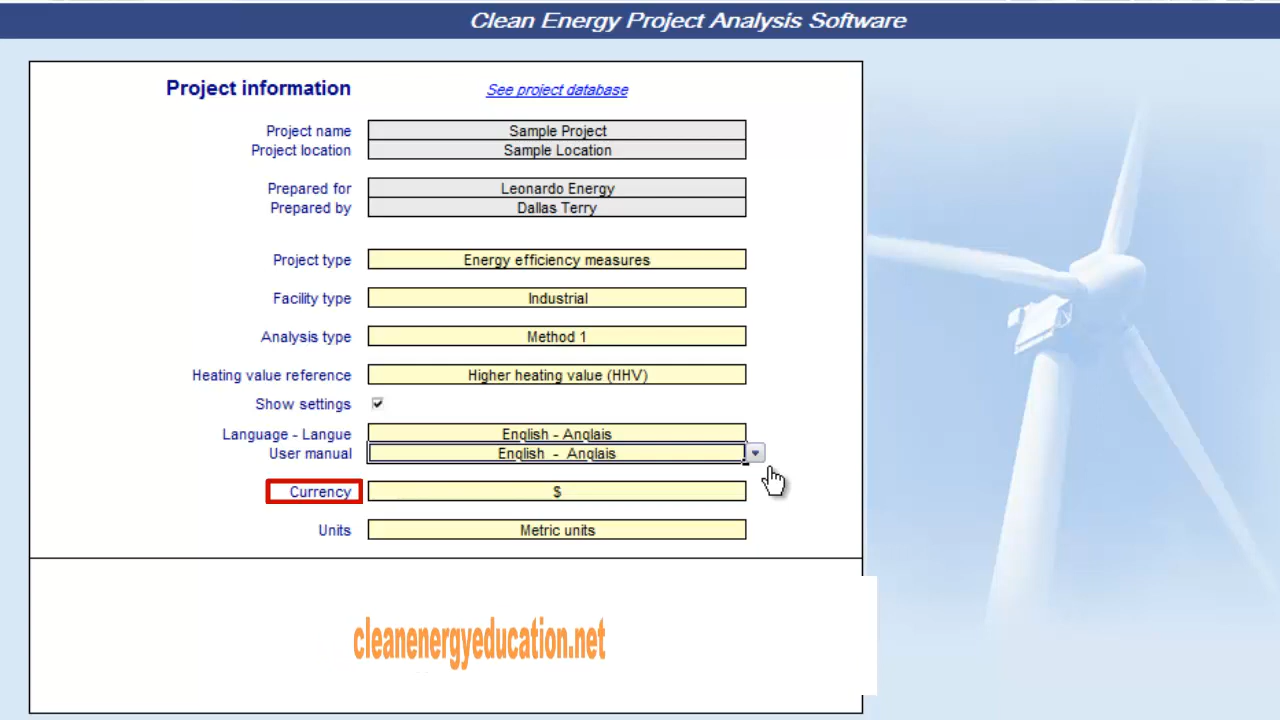 Clean Energy Project Analysis Software
Project information See project database
Project name Sample Project
Project location Sample Location
Prepared for Leonardo Energy
Prepared by Dallas Terry
Project type Energy efficiency measures
Facility type Industrial
Analysis type Method 1
Heating value reference Higher heating value (HHV)
Show settings
Language - Langue English - Anglais
User manual English - Anglais
Currency $
Units Metric units
cleanenergyeducation.net